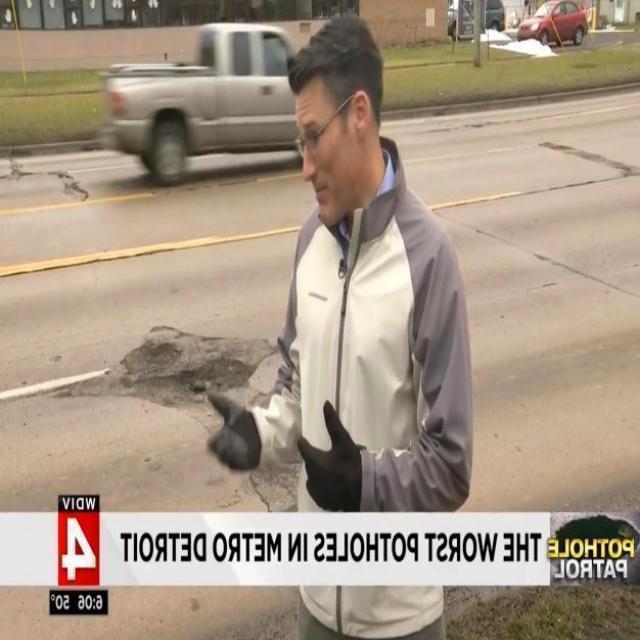 WDIV
4
THE WORST POTHOLES IN METRO DETROIT
POTHOLE
PATROL
6:06 50°